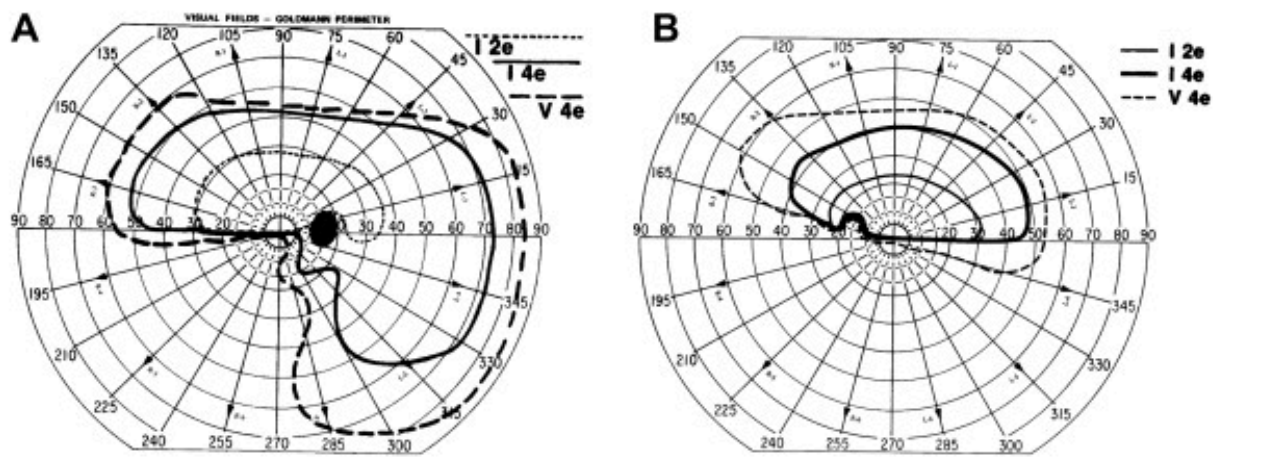 A
VISUAL FIELDS – GOLDMANN PERIMETER
135 120 105 90 75 60 45
I 2e
I 4e
V 4e
150 30
165 15
90 80 70 60 50 40 30 20 30 40 50 60 70 80 90
195 345
210 330
225 315
240 255 270 285 300
B
120 105 90 75 60
135 45
I 2e
I 4e
V 4e
150 30
165 15
90 80 70 60 50 40 30 20 10 30 40 50 60 70 80 90
195 345
210 330
225 315
240 255 270 285 300